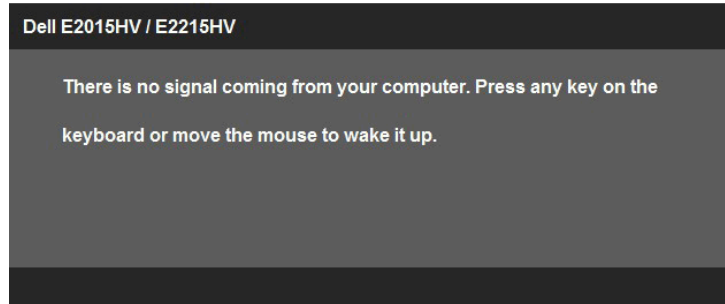 Dell E2015HV / E2215HV
There is no signal coming from your computer. Press any key on the
keyboard or move the mouse to wake it up.